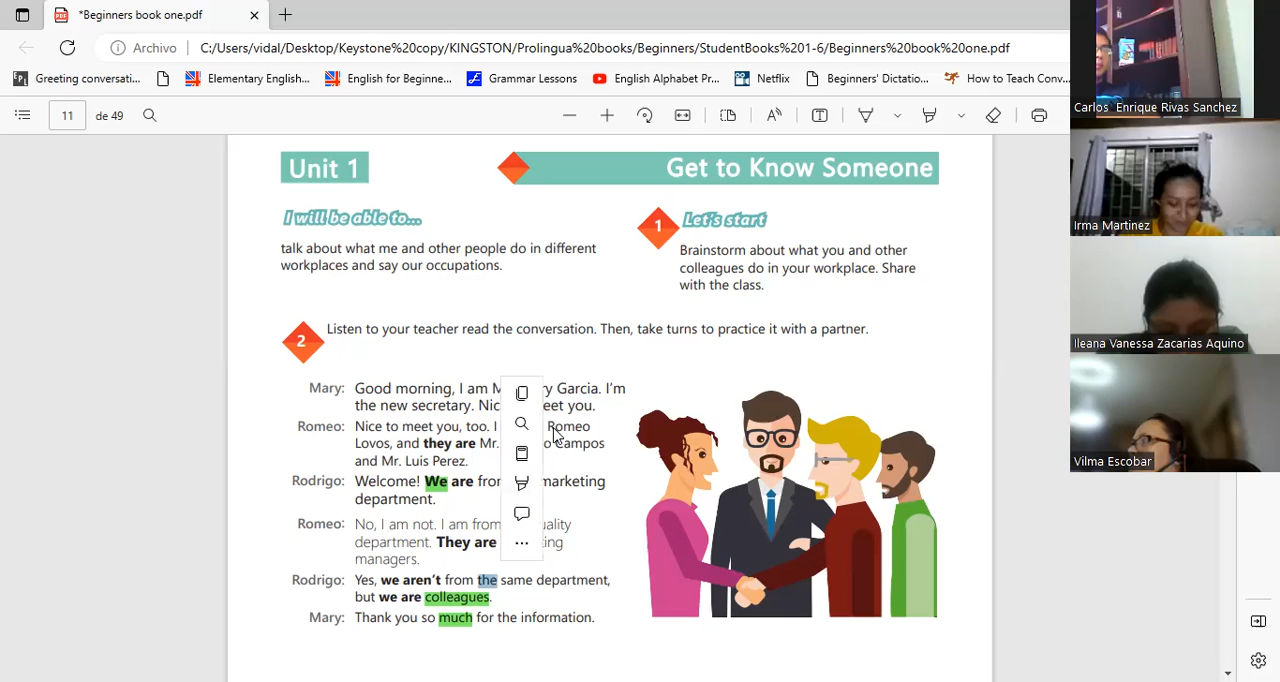 *Beginners book one.pdf
Archivo
C:/Users/vidal/Desktop/Keystone%20copy/KINGSTON/Prolingua%20books/Beginners/StudentBooks%201-6/Beginners%20book%20one.pdf
Greeting conversati...
Elementary English...
English for Beginne...
Grammar Lessons
English Alphabet Pr...
Netflix
Beginners' Dictatio...
How to Teach Conv...
11 de 49
Unit 1
Get to Know Someone
I will be able to...
talk about what me and other people do in different
workplaces and say our occupations.
1 Let's start
Brainstorm about what you and other
colleagues do in your workplace. Share
with the class.
2 Listen to your teacher read the conversation. Then, take turns to practice it with a partner.
Mary: Good morning, I am Garcia. I'm
the new secretary. you.
Romeo: Nice to meet you, too. I Romeo
Lovos, and they are Mr. Campos
and Mr. Luis Perez.
Rodrigo: Welcome! We are marketing
department.
Romeo: No, I am not. I am from
department. They are
managers.
Rodrigo: Yes, we aren't from the same department,
but we are colleagues.
Mary: Thank you so much for the information.
Carlos Enrique Rivas Sanchez
Irma Martinez
Ileana Vanessa Zacarias Aquino
Vilma Escobar